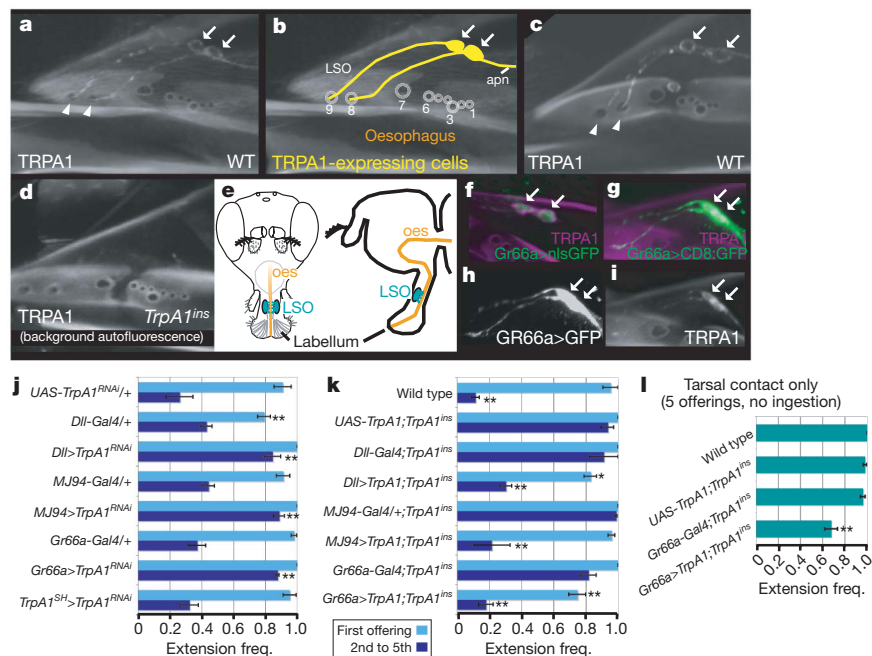 a
TRPA1
WT
b
LSO
apn
9
8
7
6
3
1
Oesophagus
TRPA1-expressing cells
c
TRPA1
WT
d
TRPA1
TrpA1ins
(background autofluorescence)
e
oes
oes
LSO
LSO
Labellum
f
TRPA1
Gr66a>nlsGFP
g
TRPA1
Gr66a>CD8:GFP
h
GR66a>GFP
i
TRPA1
j
UAS-TrpA1RNAi/+
Dll-Gal4/+
**
Dll>TrpA1RNAi
**
MJ94-Gal4/+
MJ94>TrpA1RNAi
**
Gr66a-Gal4/+
Gr66a>TrpA1RNAi
**
TrpA1SH>TrpA1RNAi
0 0.2 0.4 0.6 0.8 1.0
Extension freq.
k
Wild type
**
UAS-TrpA1;TrpA1ins
Dll-Gal4;TrpA1ins
Dll>TrpA1;TrpA1ins
*
**
MJ94-Gal4/+;TrpA1ins
MJ94>TrpA1;TrpA1ins
**
Gr66a-Gal4;TrpA1ins
Gr66a>TrpA1;TrpA1ins
**
**
0 0.2 0.4 0.6 0.8 1.0
Extension freq.
First offering
2nd to 5th
l
Tarsal contact only
(5 offerings, no ingestion)
Wild type
UAS-TrpA1;TrpA1ins
Gr66a-Gal4;TrpA1ins
Gr66a>TrpA1;TrpA1ins
**
0 0.2 0.4 0.6 0.8 1.0
Extension freq.